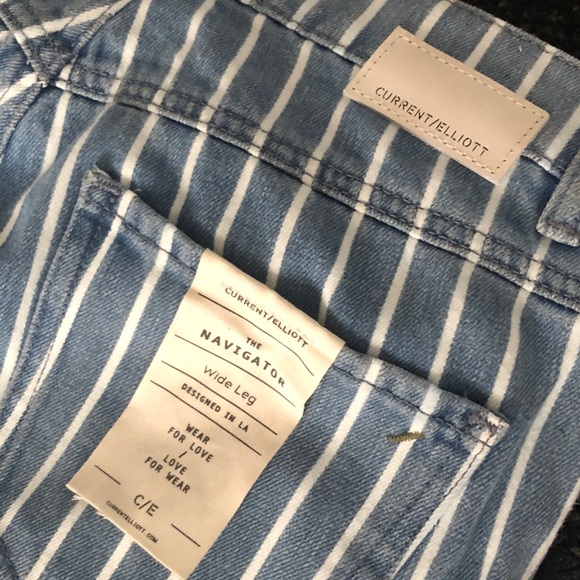 CURRENT/ELLIOTT
CURRENT/ELLIOTT
THE
NAVIGATOR
Wide Leg
DESIGNED IN LA
WEAR
FOR LOVE
/
LOVE
FOR WEAR
C/E
CURRENTELLIOTT.COM